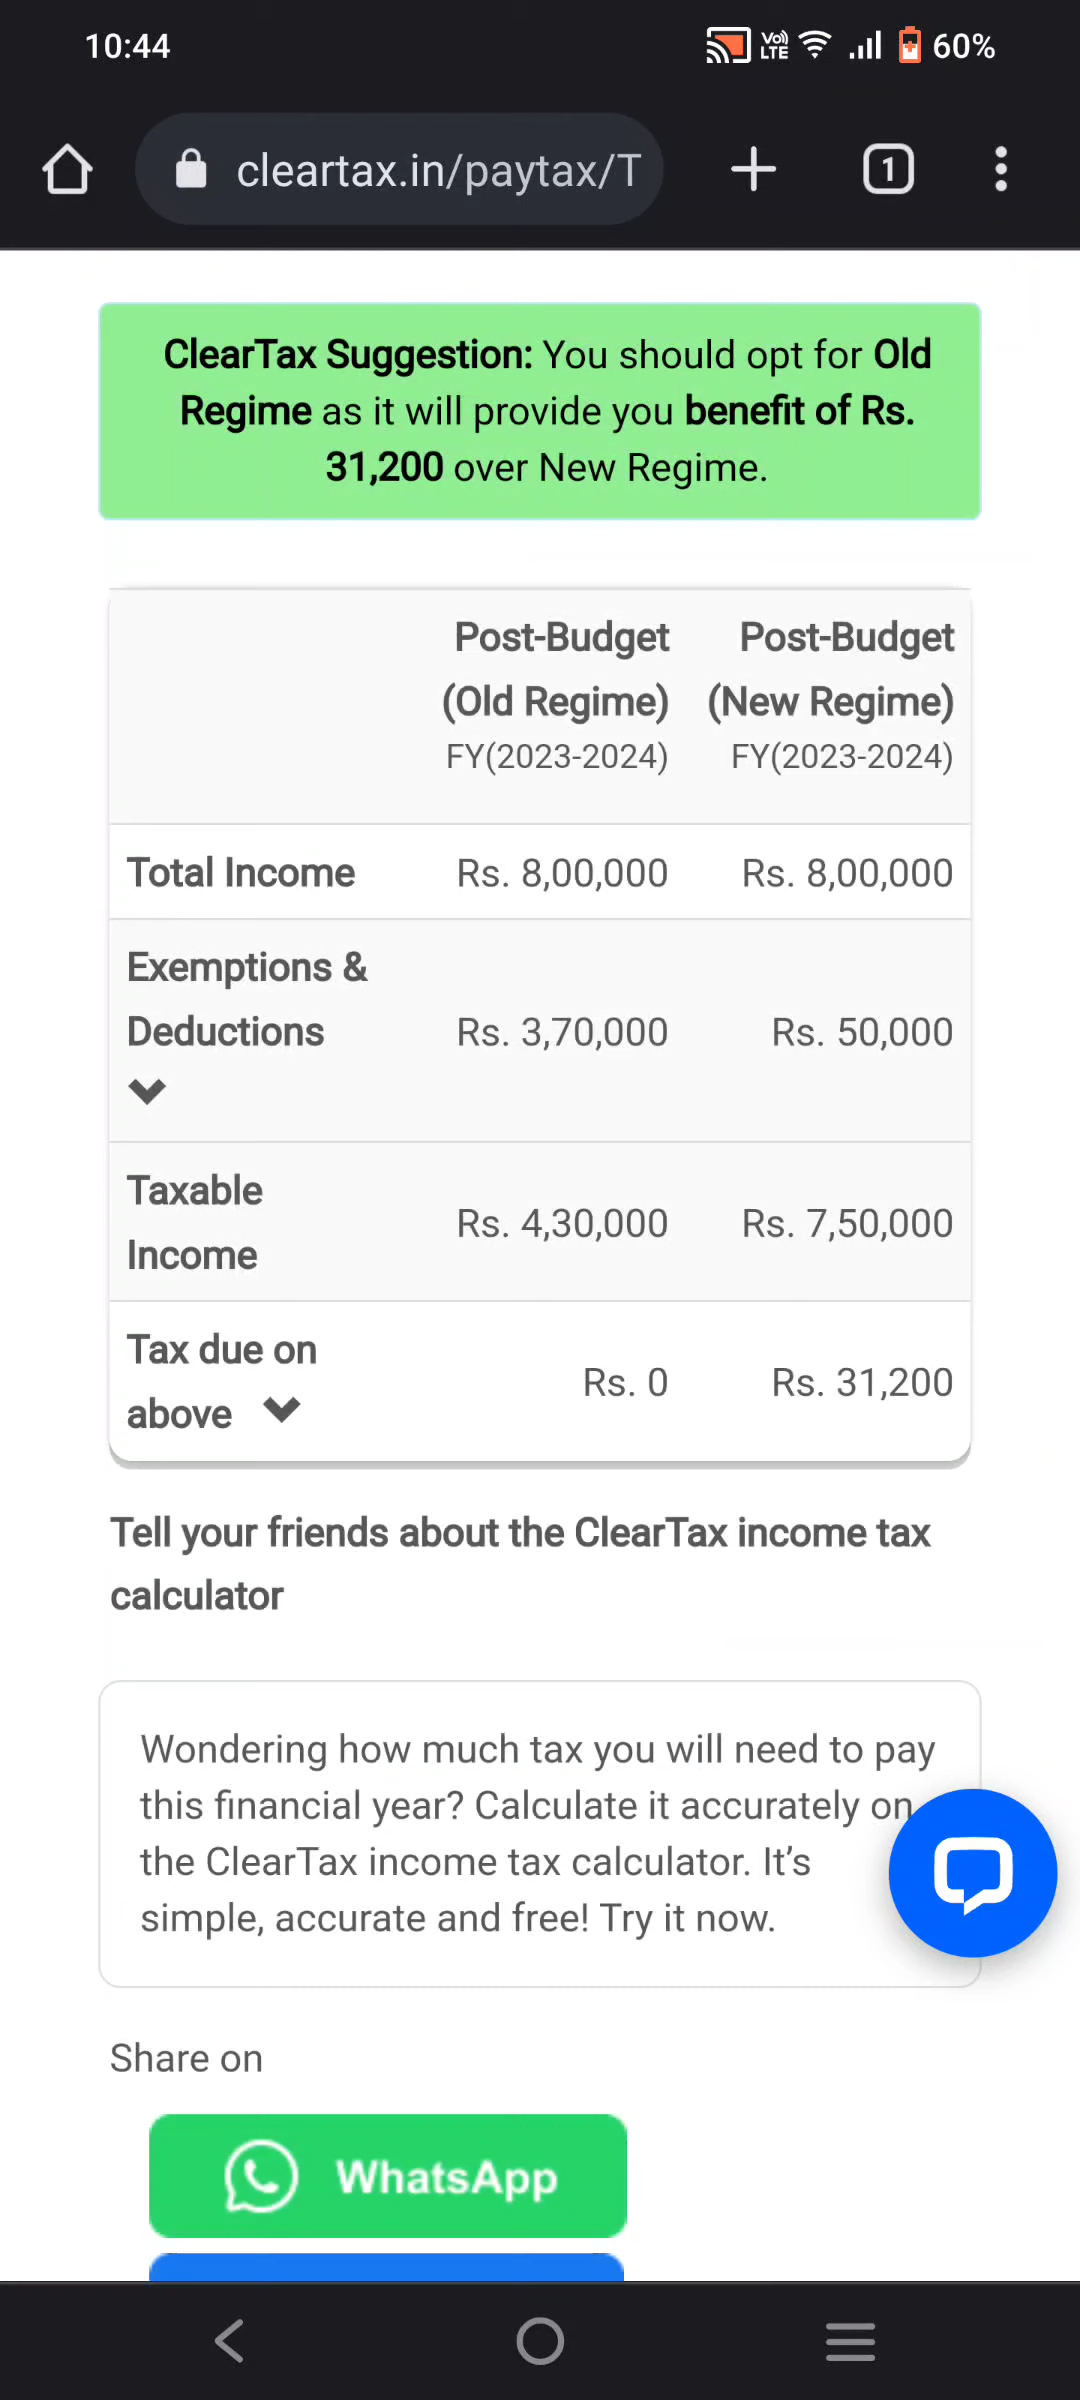 10:44
Vo)) LTE
60%
cleartax.in/paytax/T
1
ClearTax Suggestion: You should opt for Old
Regime as it will provide you benefit of Rs.
31,200 over New Regime.
Post-Budget Post-Budget
(Old Regime) (New Regime)
FY(2023-2024) FY(2023-2024)
Total Income Rs. 8,00,000 Rs. 8,00,000
Exemptions &
Deductions Rs. 3,70,000 Rs. 50,000
Taxable
Income Rs. 4,30,000 Rs. 7,50,000
Tax due on
above Rs. 0 Rs. 31,200
Tell your friends about the ClearTax income tax
calculator
Wondering how much tax you will need to pay
this financial year? Calculate it accurately on
the ClearTax income tax calculator. It's
simple, accurate and free! Try it now.
Share on
WhatsApp